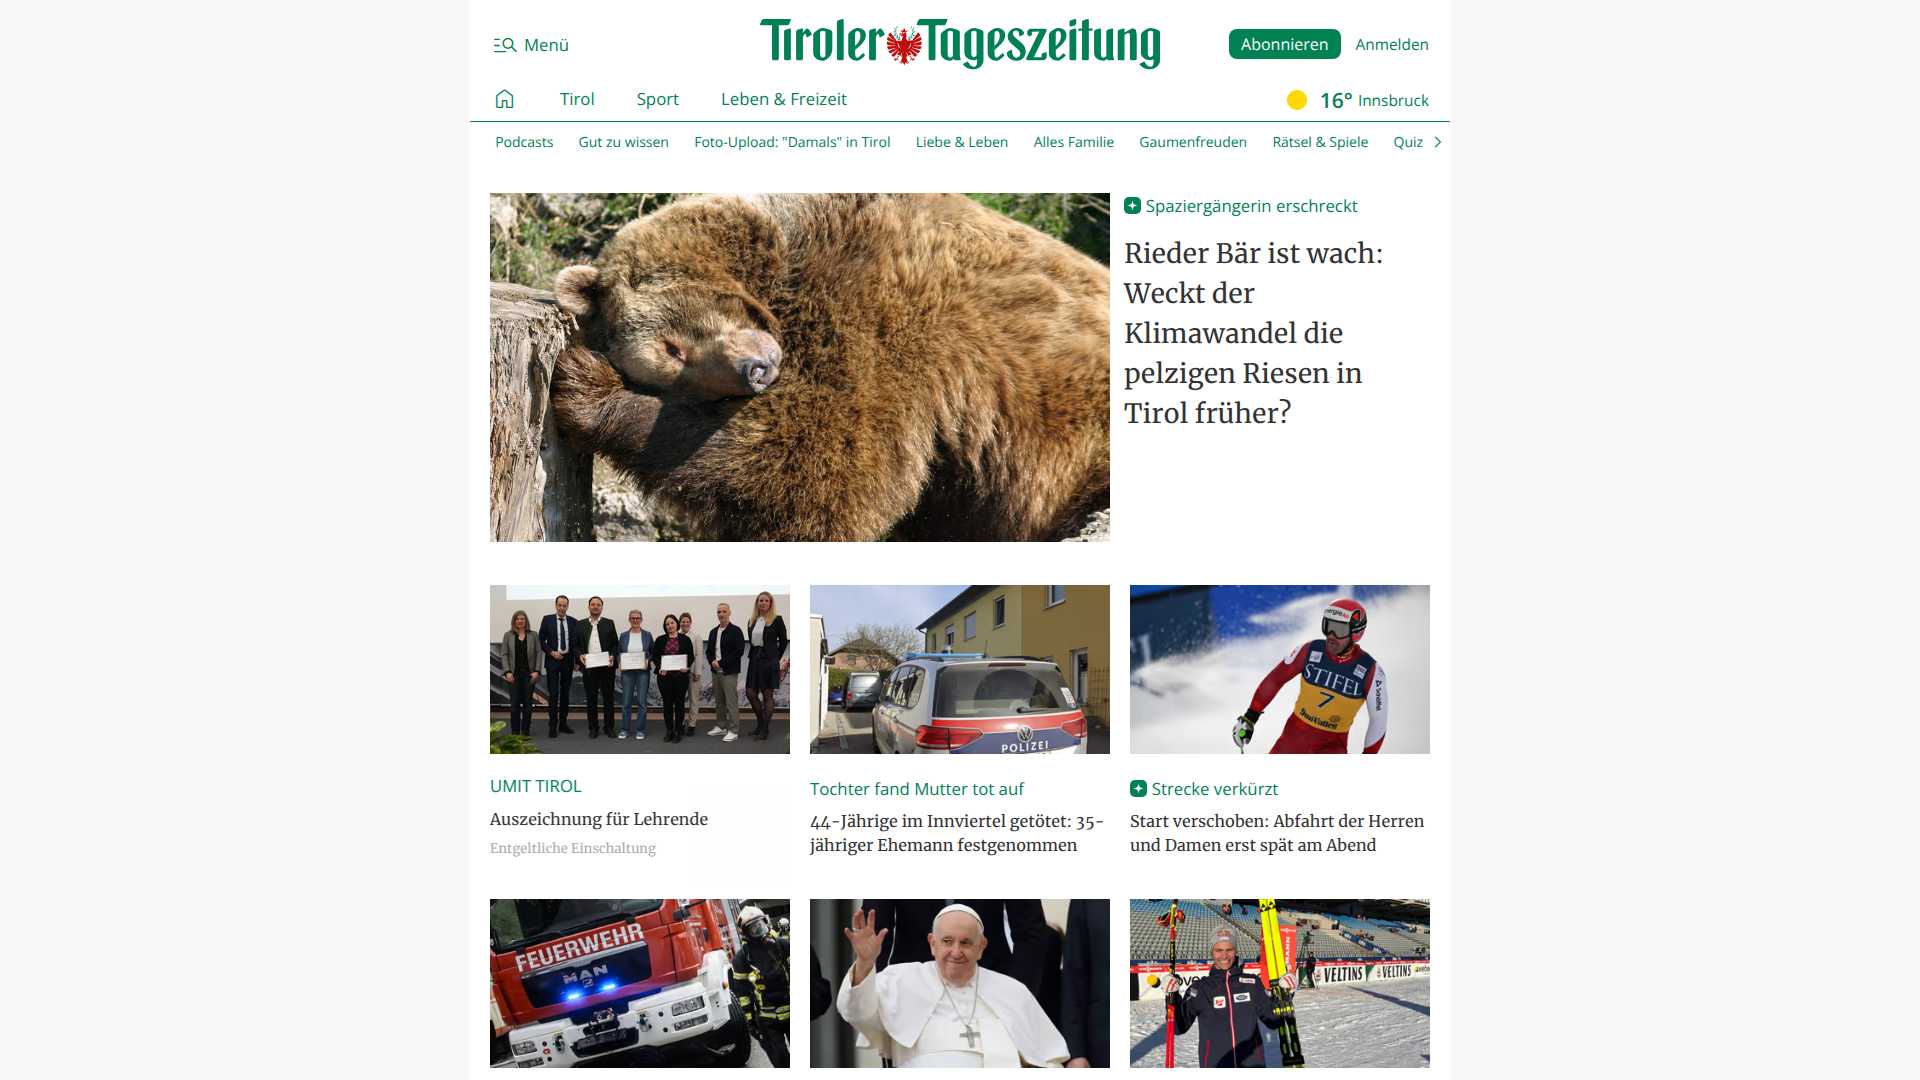 Menü
Tiroler Tageszeitung
Abonnieren
Anmelden
Tirol
Sport
Leben & Freizeit
16° Innsbruck
Podcasts
Gut zu wissen
Foto-Upload: "Damals" in Tirol
Liebe & Leben
Alles Familie
Gaumenfreuden
Rätsel & Spiele
Quiz
Spaziergängerin erschreckt
Rieder Bär ist wach:
Weckt der
Klimawandel die
pelzigen Riesen in
Tirol früher?
POLIZEI
STIFEL
7
Sun Valley
UMIT TIROL
Auszeichnung für Lehrende
Entgeltliche Einschaltung
Tochter fand Mutter tot auf
44-Jährige im Innviertel getötet: 35-
jähriger Ehemann festgenommen
Strecke verkürzt
Start verschoben: Abfahrt der Herren
und Damen erst spät am Abend
FEUERWEHR
MAN
VELTINS
VELTINS